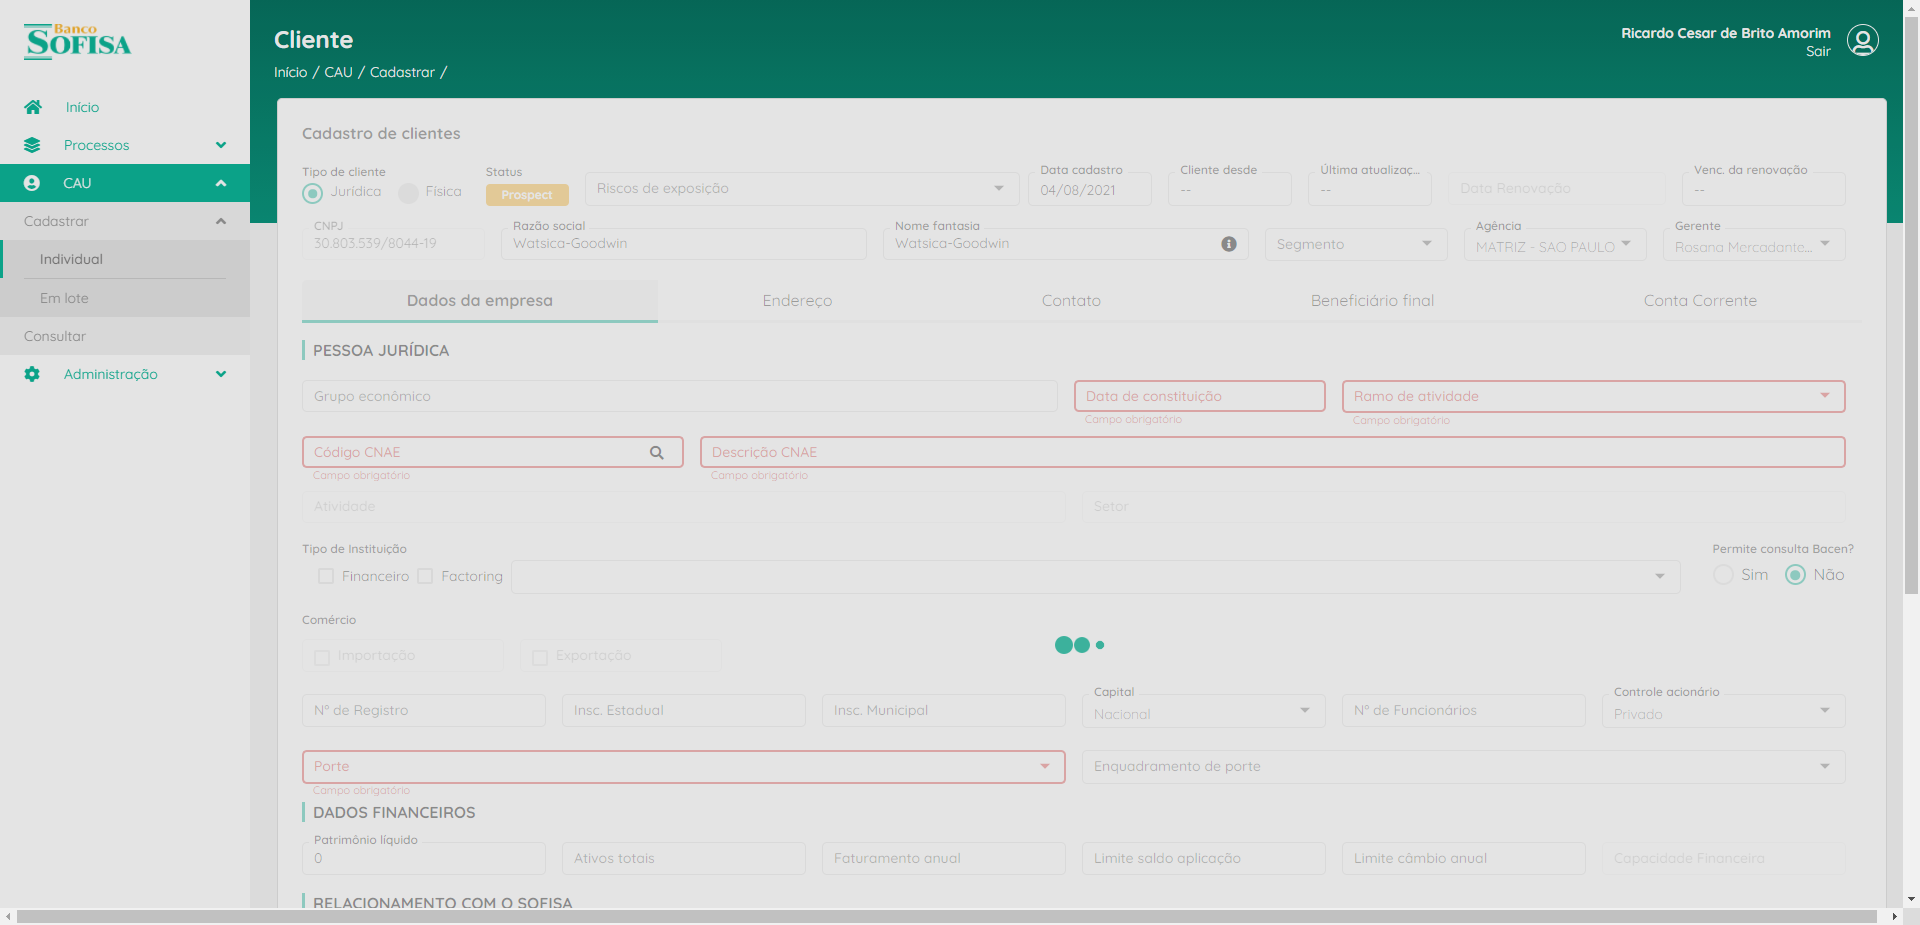 Banco
SOFISA
Início
Processos
CAU
Cadastrar
Individual
Em lote
Consultar
Administração
Cliente
Início / CAU / Cadastrar /
Ricardo Cesar de Brito Amorim
Sair
Cadastro de clientes
Tipo de cliente
Jurídica
Física
Status
Prospect
Riscos de exposição
Data cadastro
04/08/2021
Cliente desde
--
Última atualizaç...
--
Data Renovação
Venc. da renovação
--
CNPJ
30.803.539/8044-19
Razão social
Watsica-Goodwin
Nome fantasia
Watsica-Goodwin
Segmento
Agência
MATRIZ - SAO PAULO
Gerente
Rosana Mercadante...
Dados da empresa
Endereço
Contato
Beneficiário final
Conta Corrente
PESSOA JURÍDICA
Grupo econômico
Data de constituição
Campo obrigatório
Ramo de atividade
Campo obrigatório
Código CNAE
Campo obrigatório
Descrição CNAE
Campo obrigatório
Atividade
Setor
Tipo de Instituição
Financeiro
Factoring
Permite consulta Bacen?
Sim
Não
Comércio
Importação
Exportação
Nº de Registro
Insc. Estadual
Insc. Municipal
Capital
Nacional
Nº de Funcionários
Controle acionário
Privado
Porte
Campo obrigatório
Enquadramento de porte
DADOS FINANCEIROS
Patrimônio líquido
0
Ativos totais
Faturamento anual
Limite saldo aplicação
Limite câmbio anual
Capacidade Financeira
RELACIONAMENTO COM O SOFISA